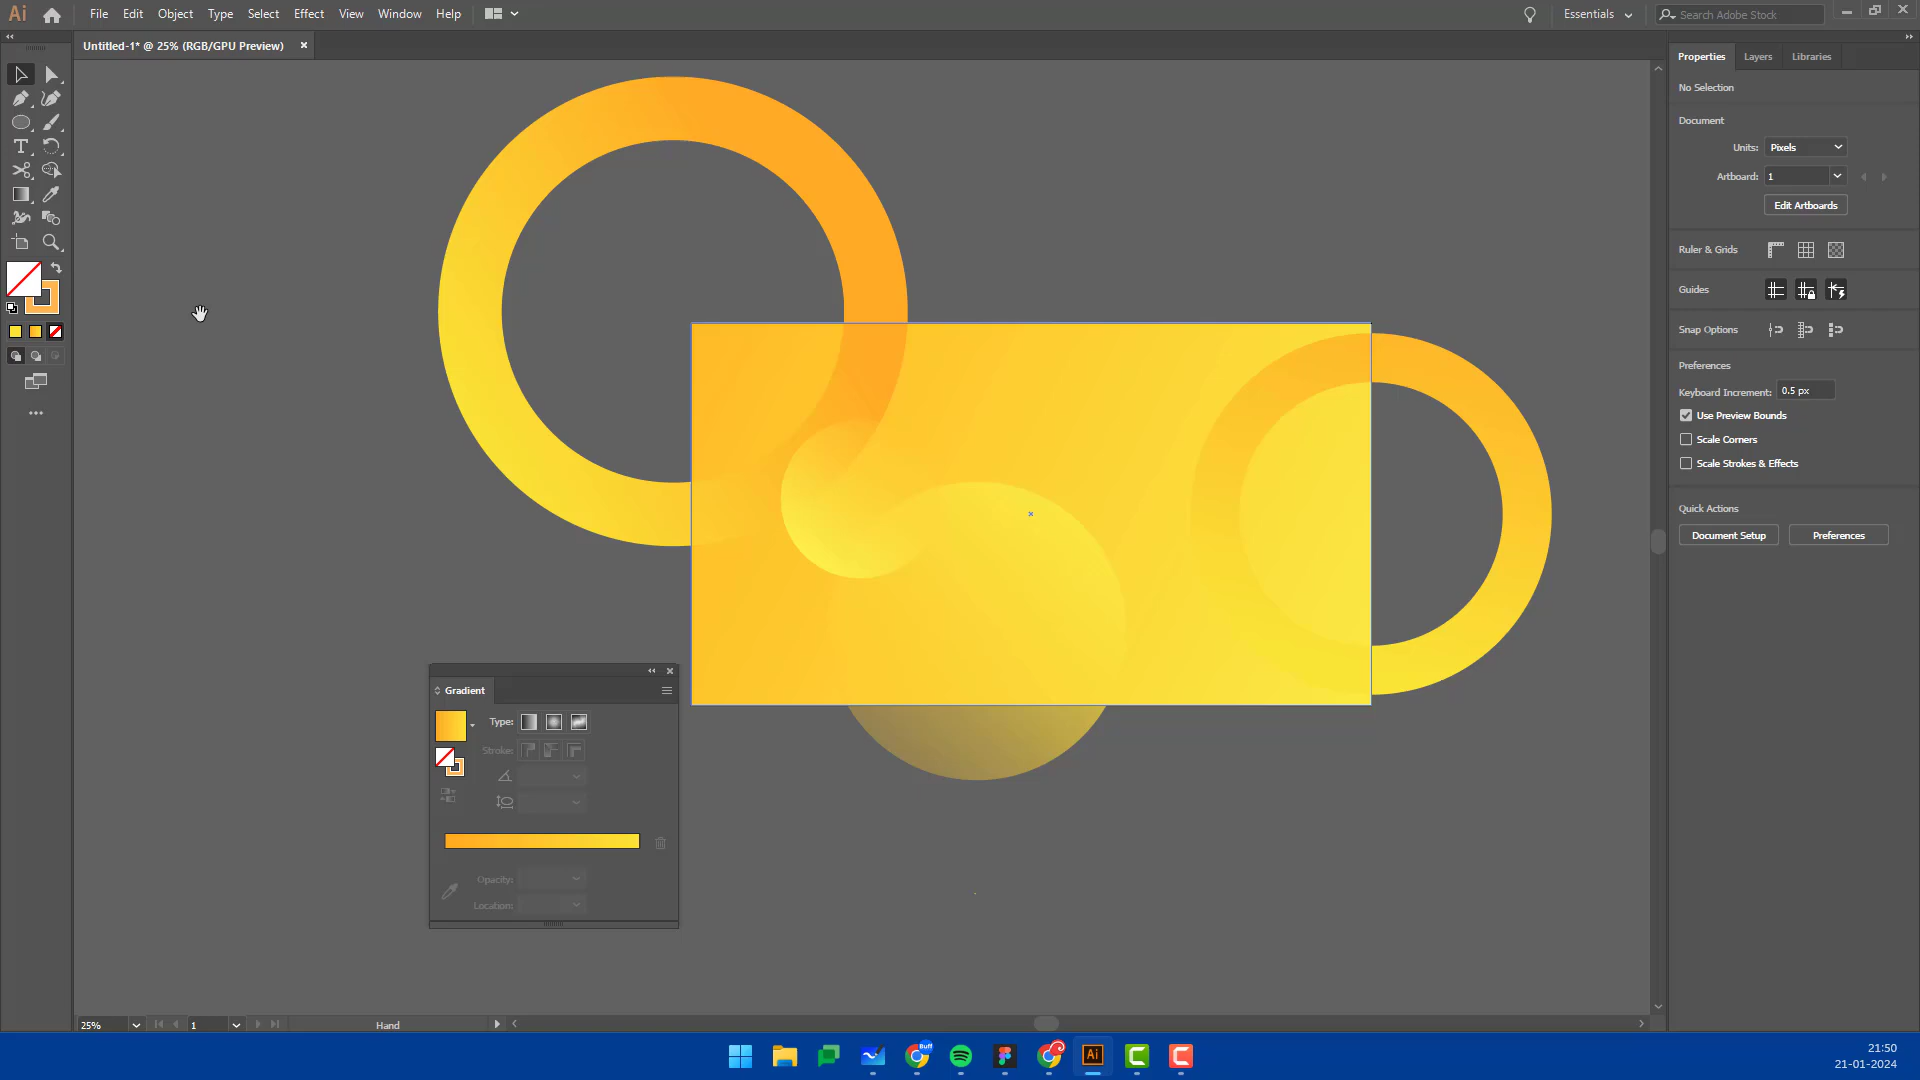 Ai
File Edit Object Type Select Effect View Window Help
Essentials
Search Adobe Stock
Untitled-1* @ 25% (RGB/GPU Preview)
Properties Layers Libraries
No Selection
Document
Units: Pixels
Artboard: 1
Edit Artboards
Ruler & Grids
Guides
Snap Options
Preferences
Keyboard Increment: 0.5 px
Use Preview Bounds
Scale Corners
Scale Strokes & Effects
Quick Actions
Document Setup Preferences
Gradient
Type:
Stroke:
Opacity:
Location:
25% 1 Hand
Buff
Ai
21:50
21-01-2024